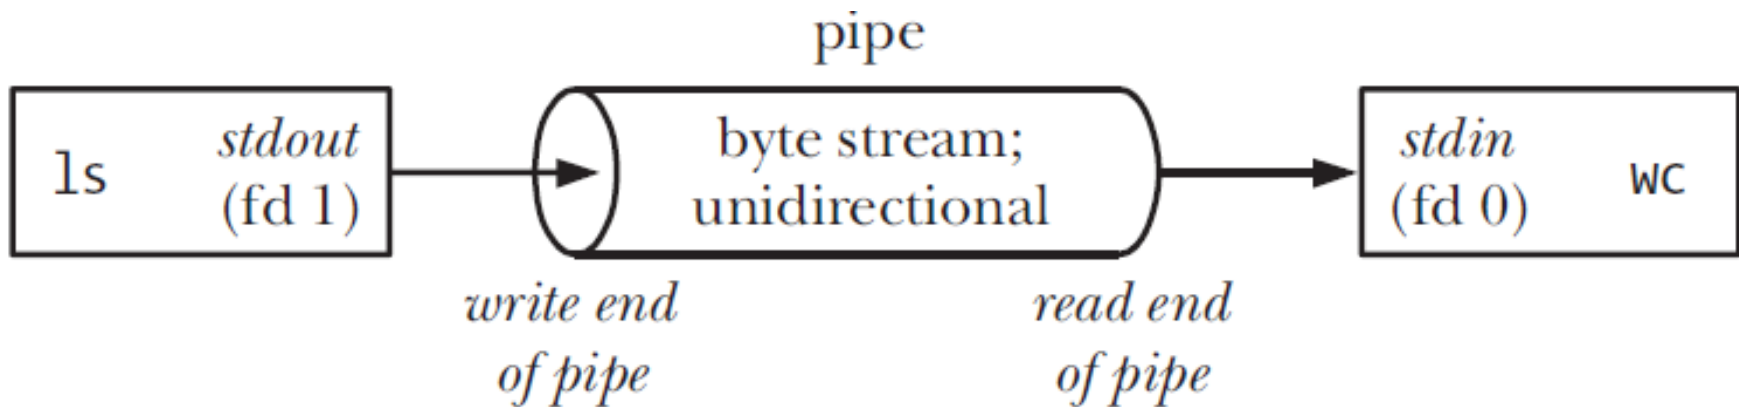 pipe
ls
stdout
(fd 1)
byte stream;
unidirectional
stdin
(fd 0)
wc
write end
of pipe
read end
of pipe